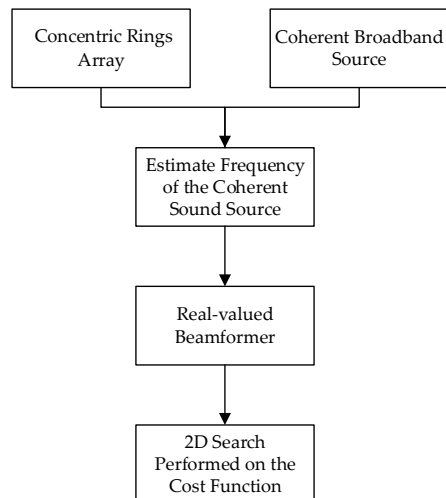 Concentric Rings
Array
Coherent Broadband
Source
Estimate Frequency
of the Coherent
Sound Source
Real-valued
Beamformer
2D Search
Performed on the
Cost Function